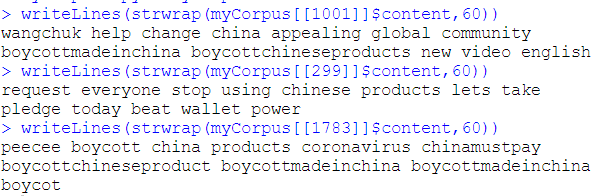 > writeLines(strwrap(myCorpus[[1001]]$content,60))
wangchuk help change china appealing global community
boycottmadeinchina boycottchineseproducts new video english
> writeLines(strwrap(myCorpus[[299]]$content,60))
request everyone stop using chinese products lets take
pledge today beat wallet power
> writeLines(strwrap(myCorpus[[1783]]$content,60))
peecee boycott china products coronavirus chinamustpay
boycottchineseproduct boycottmadeinchina boycottmadeinchina
boycot